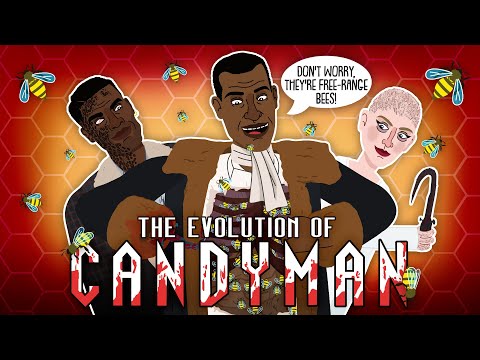 DON'T WORRY,
THEY'RE FREE-RANGE
BEES!
THE EVOLUTION OF
CANDYMAN